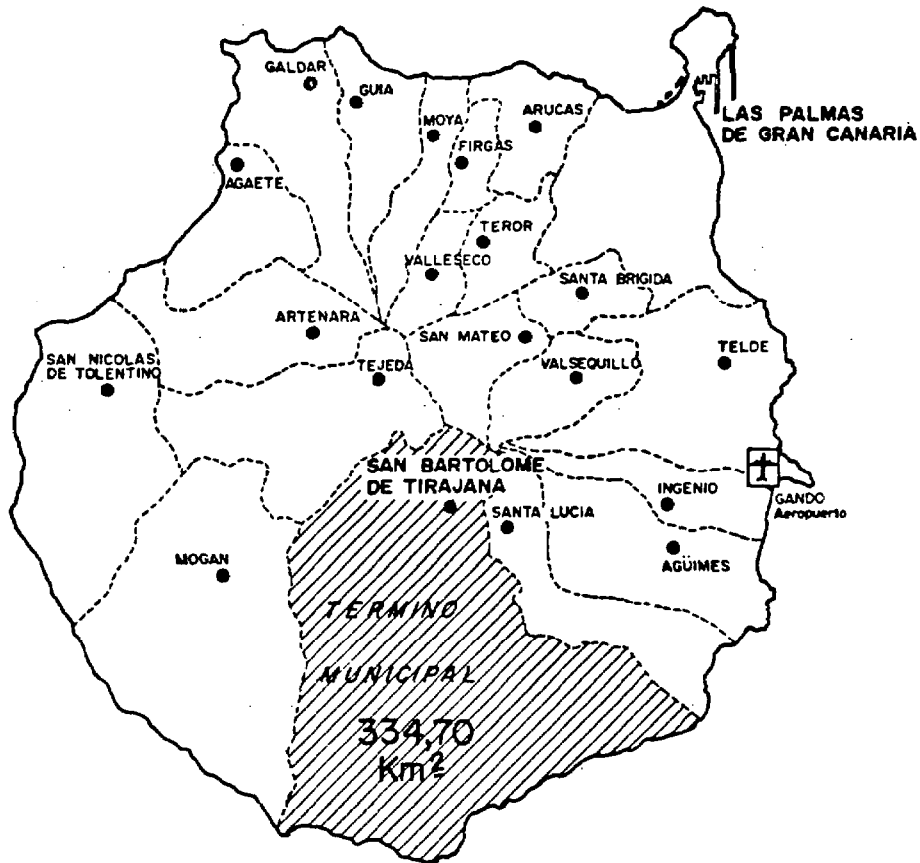 GALDAR
GUIA
MOYA
FIRGAS
ARUCAS
LAS PALMAS
DE GRAN CANARIA
AGAETE
TEROR
VALLESECO
SANTA BRIGIDA
ARTENARA
SAN MATEO
SAN NICOLAS
DE TOLENTINO
TEJEDA
VALSEQUILLO
TELDE
SAN BARTOLOME
DE TIRAJANA
SANTA LUCIA
INGENIO
GANDO
Aeropuerto
AGÜIMES
MOGAN
TERMINO
MUNICIPAL
334,70
Km²